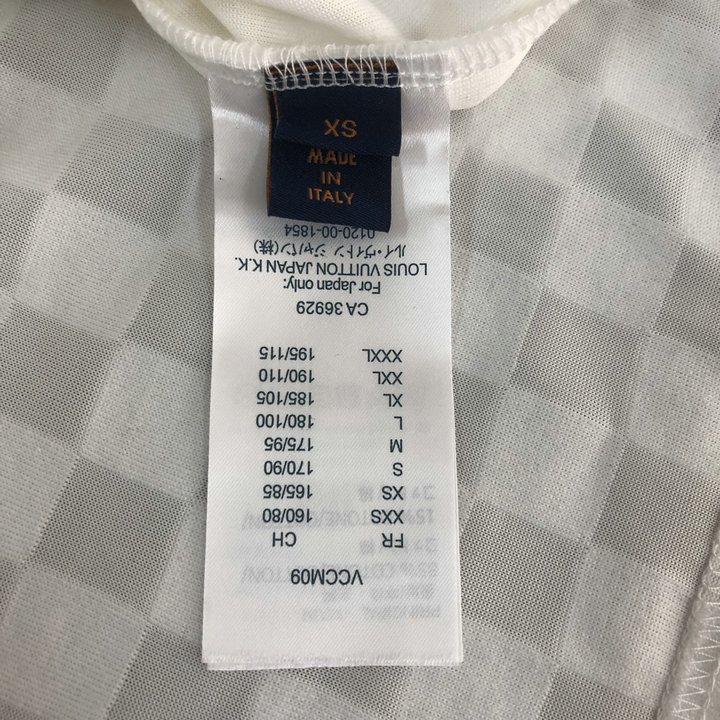 XS
MADE
IN
ITALY
VCCM09
FR CH
XXS 160/80
XS 165/85
S 170/90
M 175/95
L 180/100
XL 185/105
XXL 190/110
XXXL 195/115
CA 36929
For Japan only:
LOUIS VUITTON JAPAN K.K.
ルイ・ヴィトン ジャパン(株)
0120-00-1854